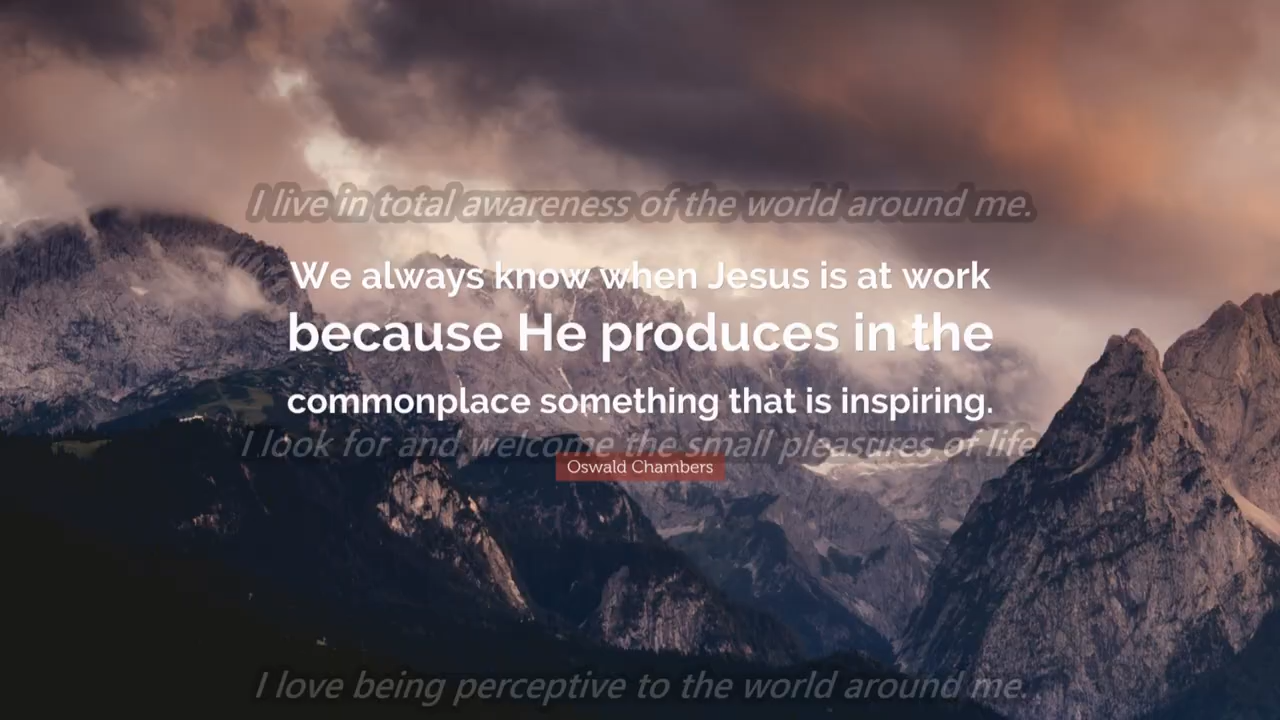 I live in total awareness of the world around me.
We always know when Jesus is at work
because He produces in the
commonplace something that is inspiring.
I look for and welcome the small pleasures of life.
Oswald Chambers
I love being perceptive to the world around me.